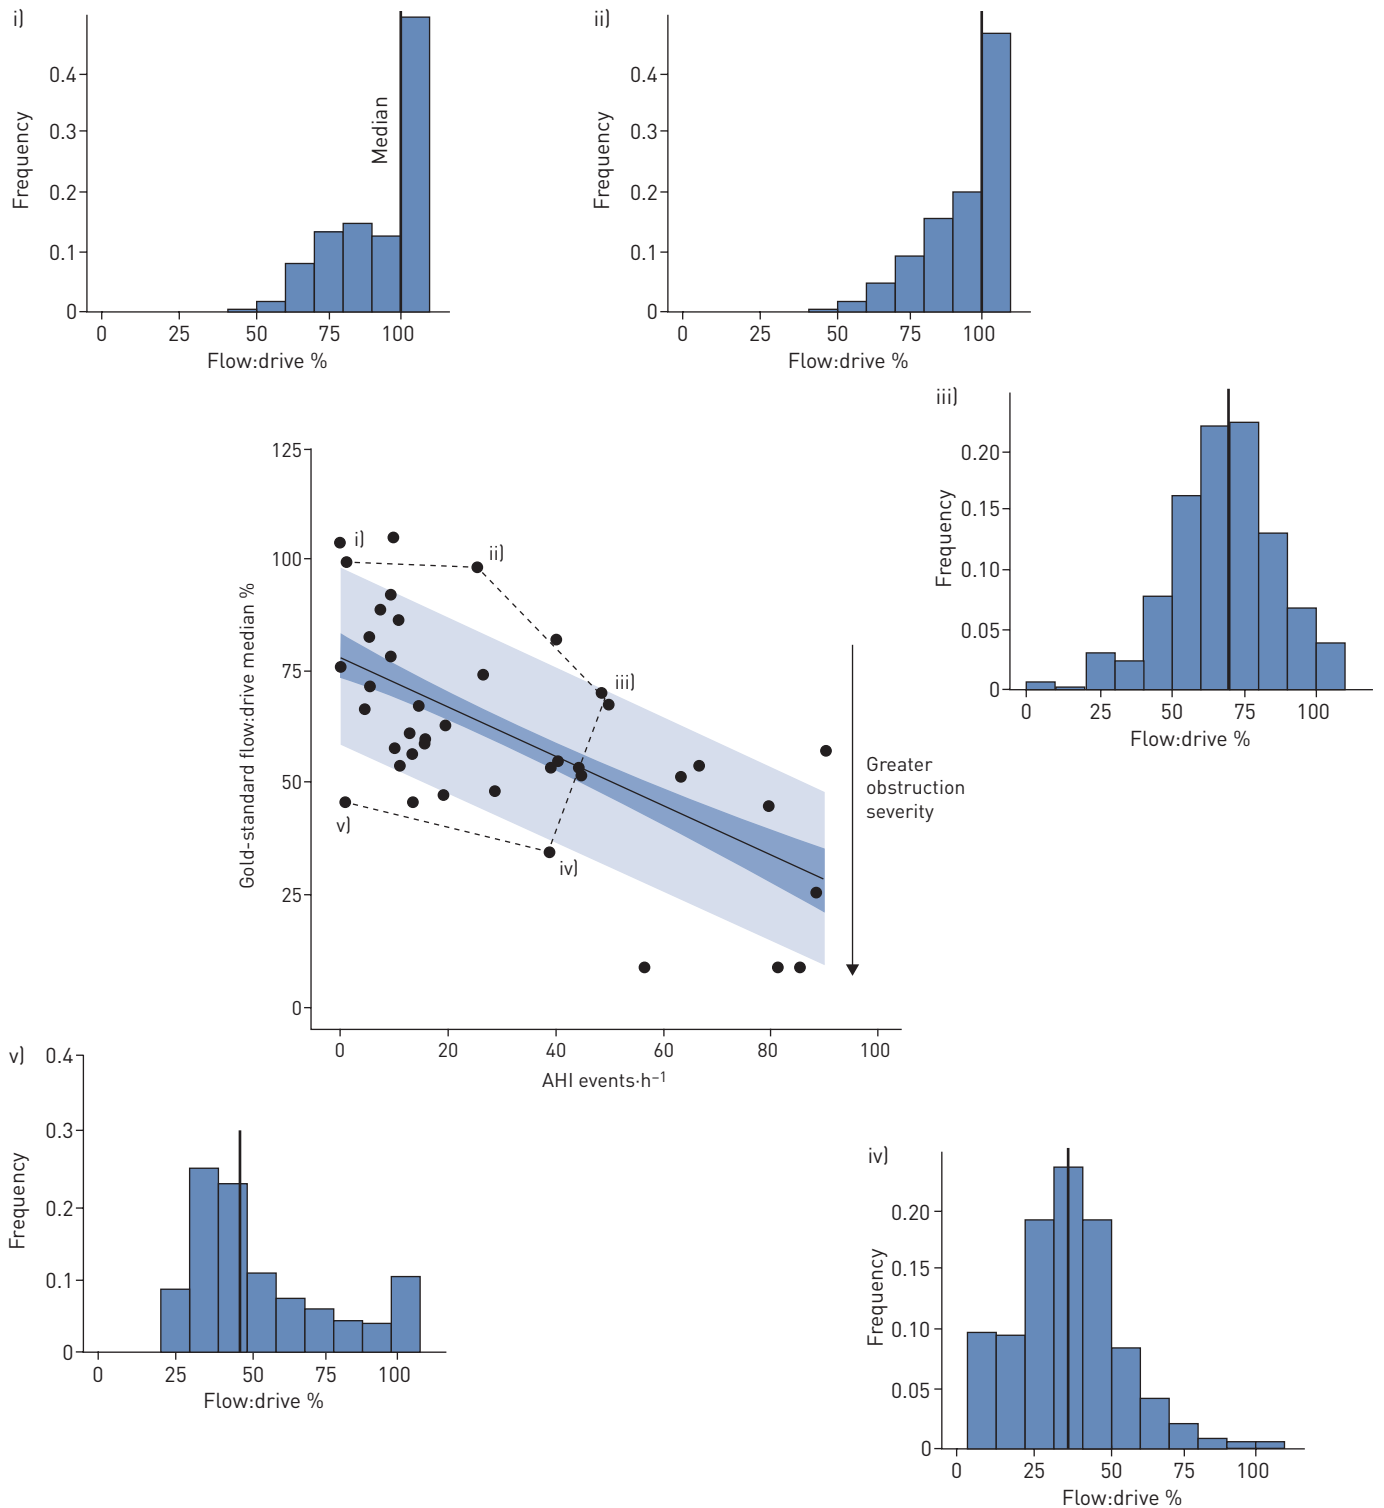 i)
0.4
0.3
0.2
0.1
0
Frequency
Median
0 25 50 75 100
Flow:drive %
ii)
0.4
0.3
0.2
0.1
0
Frequency
0 25 50 75 100
Flow:drive %
iii)
0.20
0.15
0.10
0.05
0
Frequency
0 25 50 75 100
Flow:drive %
125
100
75
50
25
0
Gold-standard flow:drive median %
i)
ii)
iii)
iv)
v)
Greater
obstruction
severity
0 20 40 60 80 100
AHI events·h⁻¹
v)
0.4
0.3
0.2
0.1
0
Frequency
0 25 50 75 100
Flow:drive %
iv)
0.20
0.15
0.10
0.05
0
Frequency
0 25 50 75 100
Flow:drive %